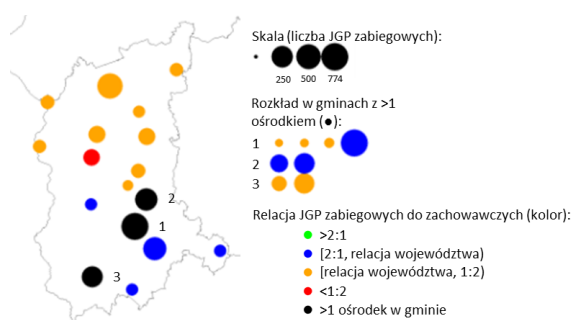 Skala (liczba JGP zabiegowych):
250 500 774
Rozkład w gminach z >1
ośrodkiem (●):
1
2
3
Relacja JGP zabiegowych do zachowawczych (kolor):
>2:1
[2:1, relacja województwa)
[relacja województwa, 1:2)
<1:2
>1 ośrodek w gminie
2
1
3